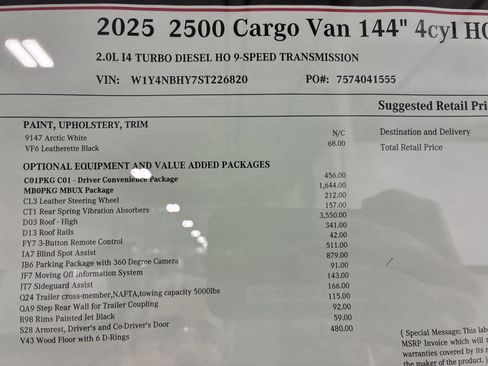 2025 2500 Cargo Van 144" 4cyl HO
2.0L I4 TURBO DIESEL HO 9-SPEED TRANSMISSION
VIN: W1Y4NBHY7ST226820 PO#: 7574041555
Suggested Retail Pri
PAINT, UPHOLSTERY, TRIM
9147 Arctic White N/C Destination and Delivery
VF6 Leatherette Black 68.00 Total Retail Price
OPTIONAL EQUIPMENT AND VALUE ADDED PACKAGES
C01PKG C01 - Driver Convenience Package 456.00
MB0PKG MBUX Package 1,644.00
CL3 Leather Steering Wheel 212.00
CT1 Rear Spring Vibration Absorbers 157.00
D03 Roof - High 3,550.00
D13 Roof Rails 341.00
FY7 3-Button Remote Control 42.00
JA7 Blind Spot Assist 511.00
JB6 Parking Package with 360 Degree Camera 879.00
JF7 Moving Off Information System 91.00
JT7 Sideguard Assist 143.00
Q24 Trailer cross-member,NAFTA,towing capacity 5000lbs 166.00
QA9 Step Rear Wall for Trailer Coupling 115.00
R98 Rims Painted Jet Black 92.00
S28 Armrest, Driver's and Co-Driver's Door 59.00
V43 Wood Floor with 6 D-Rings 480.00
( Special Message: This lab
MSRP Invoice which will
warranties covered by its
the maker of the product. )